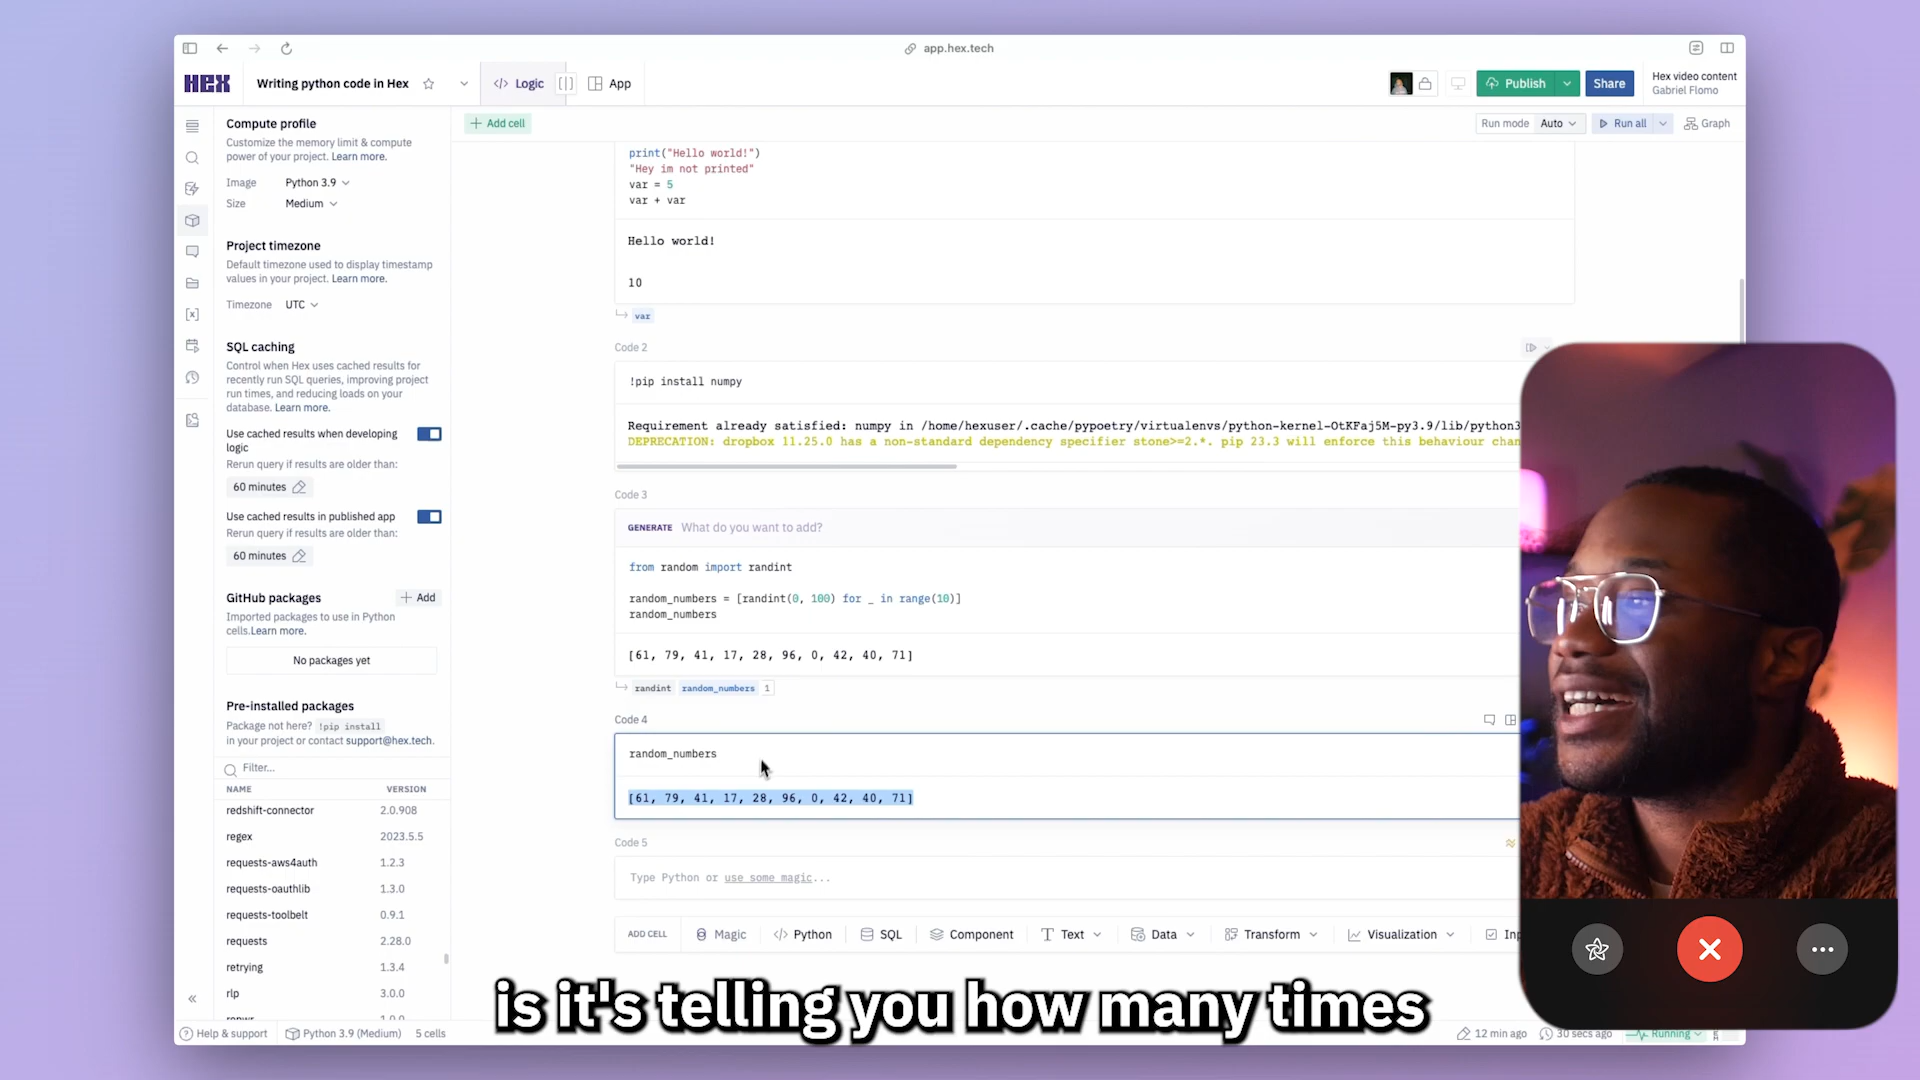 app.hex.tech
HEX
Writing python code in Hex
Logic
App
Publish
Share
Hex video content
Gabriel Flomo
Add cell
Run mode
Auto
Run all
Graph
Compute profile
Customize the memory limit & compute
power of your project. Learn more.
Image
Python 3.9
Size
Medium
Project timezone
Default timezone used to display timestamp
values in your project. Learn more.
Timezone
UTC
SQL caching
Control when Hex uses cached results for
recently run SQL queries, improving project
run times, and reducing loads on your
database. Learn more.
Use cached results when developing
logic
Rerun query if results are older than:
60 minutes
Use cached results in published app
Rerun query if results are older than:
60 minutes
GitHub packages
Add
Imported packages to use in Python
cells.Learn more.
No packages yet
Pre-installed packages
Package not here? !pip install
in your project or contact support@hex.tech.
Filter...
NAME VERSION
redshift-connector 2.0.908
regex 2023.5.5
requests-aws4auth 1.2.3
requests-oauthlib 1.3.0
requests-toolbelt 0.9.1
requests 2.28.0
retrying 1.3.4
rlp 3.0.0
print("Hello world!")
"Hey im not printed"
var = 5
var + var
Hello world!
10
var
Code 2
!pip install numpy
Requirement already satisfied: numpy in /home/hexuser/.cache/pypoetry/virtualenvs/python-kernel-OtKFaj5M-py3.9/lib/python3
DEPRECATION: dropbox 11.25.0 has a non-standard dependency specifier stone>=2.*. pip 23.3 will enforce this behaviour chan
Code 3
GENERATE What do you want to add?
from random import randint
random_numbers = [randint(0, 100) for _ in range(10)]
random_numbers
[61, 79, 41, 17, 28, 96, 0, 42, 40, 71]
randint random_numbers 1
Code 4
random_numbers
[61, 79, 41, 17, 28, 96, 0, 42, 40, 71]
Code 5
Type Python or use some magic...
ADD CELL
Magic
Python
SQL
Component
Text
Data
Transform
Visualization
Inp
is it's telling you how many times
Help & support
Python 3.9 (Medium)
5 cells
12 min ago
30 secs ago
Running